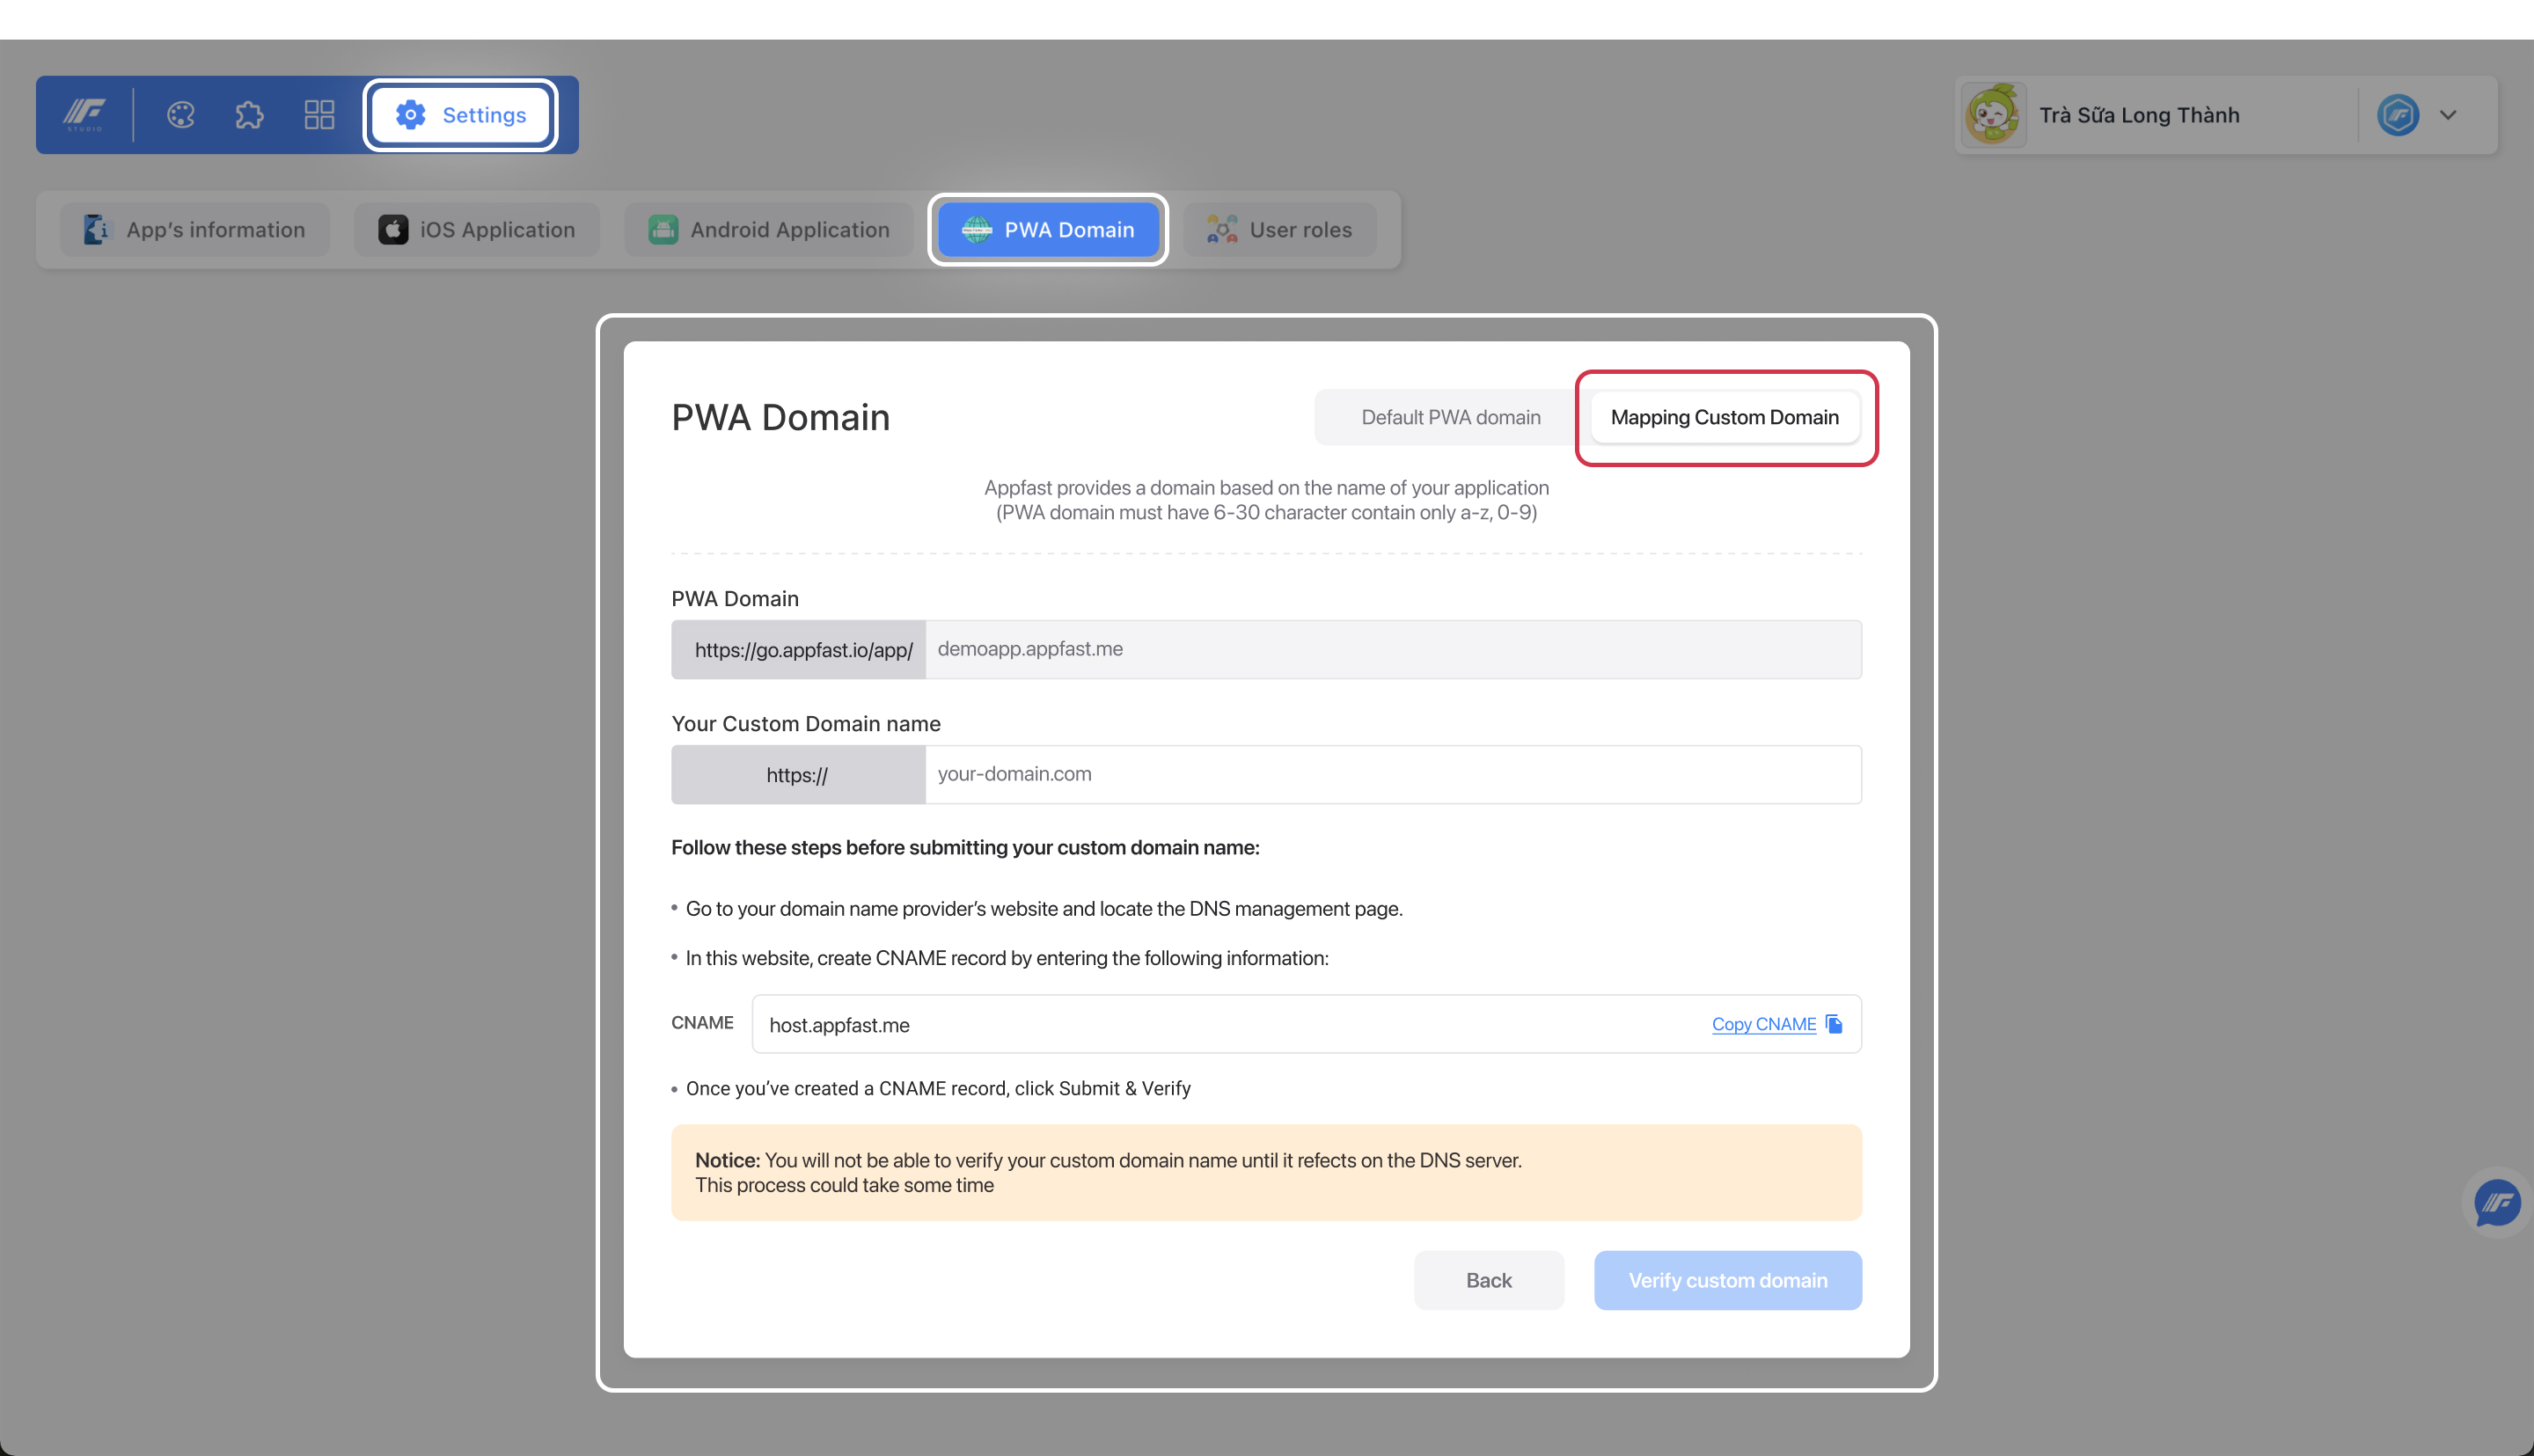 STUDIO
Settings
Trà Sữa Long Thành
App's information
iOS Application
Android Application
PWA Domain
User roles
PWA Domain
Default PWA domain
Mapping Custom Domain
Appfast provides a domain based on the name of your application
(PWA domain must have 6-30 character contain only a-z, 0-9)
PWA Domain
https://go.appfast.io/app/ demoapp.appfast.me
Your Custom Domain name
https:// your-domain.com
Follow these steps before submitting your custom domain name:
• Go to your domain name provider's website and locate the DNS management page.
• In this website, create CNAME record by entering the following information:
CNAME host.appfast.me Copy CNAME
• Once you've created a CNAME record, click Submit & Verify
Notice: You will not be able to verify your custom domain name until it refects on the DNS server.
This process could take some time
Back
Verify custom domain